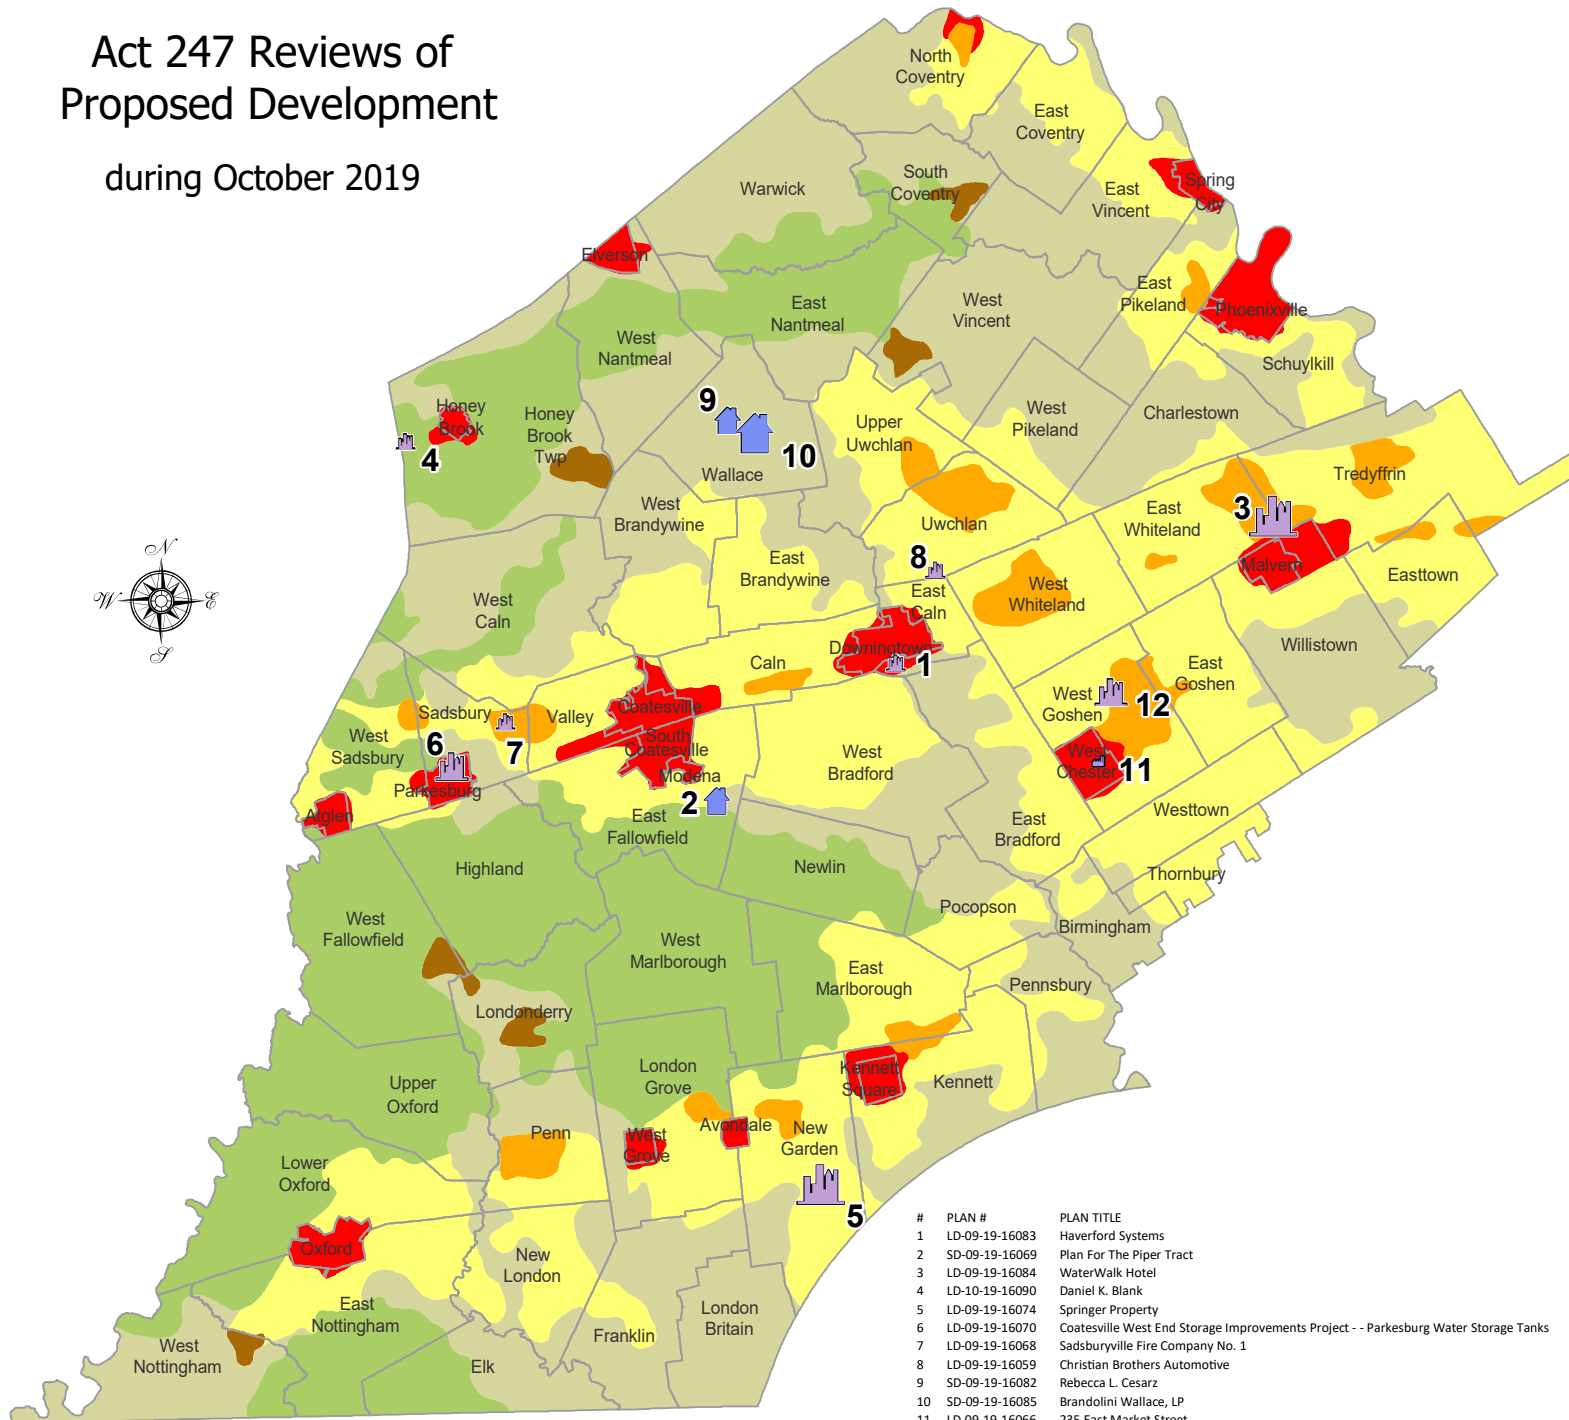 Act 247 Reviews of
Proposed Development
during October 2019
North
Coventry
East
Coventry
Warwick
South
Coventry
East
Vincent
Spring
City
Elverson
East
Nantmeal
West
Vincent
East
Pikeland
Phoenixville
West
Nantmeal
Schuylkill
Honey
Brook
Honey
Brook
Twp
4
9
10
Wallace
Upper
Uwchlan
West
Pikeland
Charlestown
Tredyffrin
West
Brandywine
Uwchlan
East
Whiteland
3
Malvern
Easttown
8
East
Brandywine
East
Caln
West
Whiteland
N
W
E
S
West
Caln
Willistown
Downingtown
1
Caln
East
Goshen
West
Goshen
12
Sadsbury
Valley
Coatesville
South
Coatesville
Modena
West
Sadsbury
6
7
Parkesburg
Atglen
West
Bradford
West
Chester
11
2
East
Fallowfield
Westtown
East
Bradford
Highland
Newlin
Thornbury
Pocopson
Birmingham
West
Fallowfield
West
Marlborough
East
Marlborough
Pennsbury
Londonderry
London
Grove
Kennett
Square
Kennett
Upper
Oxford
Penn
West
Grove
Avondale
New
Garden
Lower
Oxford
5
Oxford
New
London
East
Nottingham
West
Nottingham
Elk
Franklin
London
Britain
# PLAN # PLAN TITLE
1 LD-09-19-16083 Haverford Systems
2 SD-09-19-16069 Plan For The Piper Tract
3 LD-09-19-16084 WaterWalk Hotel
4 LD-10-19-16090 Daniel K. Blank
5 LD-09-19-16074 Springer Property
6 LD-09-19-16070 Coatesville West End Storage Improvements Project - - Parkesburg Water Storage Tanks
7 LD-09-19-16068 Sadsburyville Fire Company No. 1
8 LD-09-19-16059 Christian Brothers Automotive
9 SD-09-19-16082 Rebecca L. Cesarz
10 SD-09-19-16085 Brandolini Wallace, LP
11 LD-09-19-16066 235 East Market Street